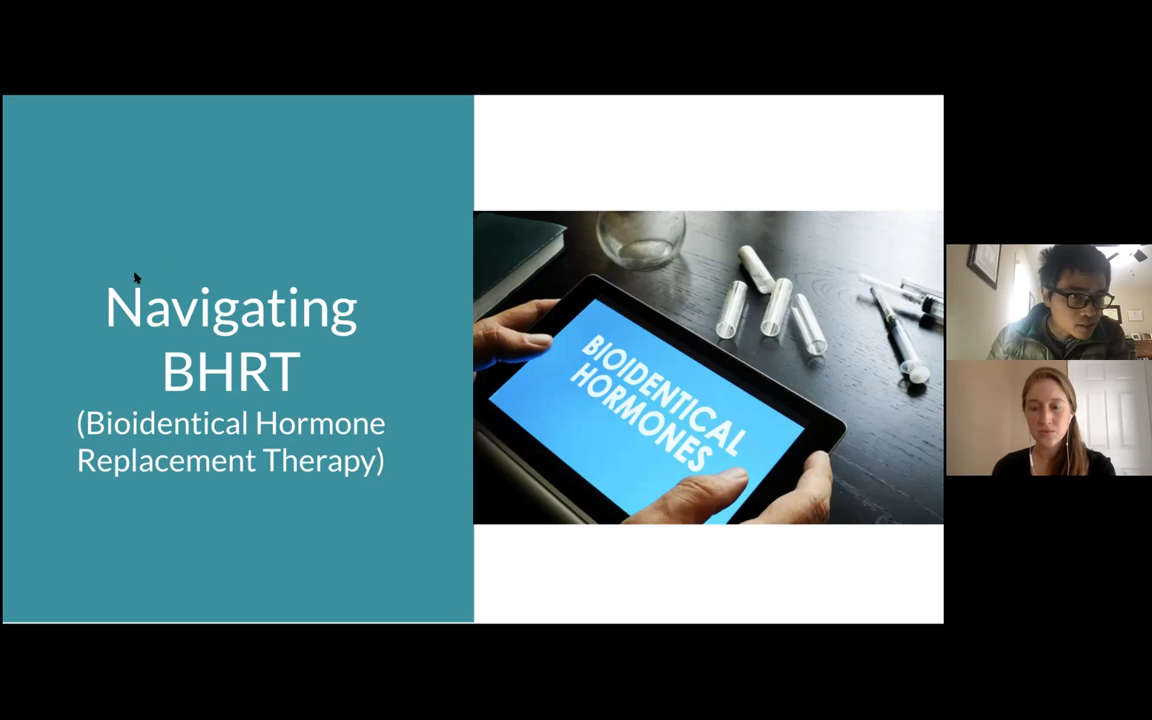 Navigating
BHRT
(Bioidentical Hormone
Replacement Therapy)
BIOIDENTICAL
HORMONES